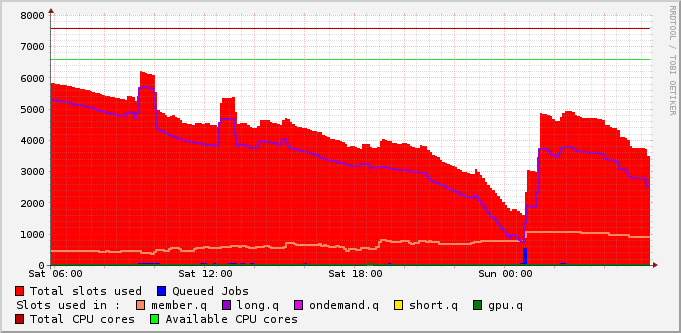 8000
7000
6000
5000
4000
3000
2000
1000
0
Sat 06:00 Sat 12:00 Sat 18:00 Sun 00:00
RRDTOOL / TOBI OETIKER
Total slots used Queued Jobs
Slots used in : member.q long.q ondemand.q short.q gpu.q
Total CPU cores Available CPU cores